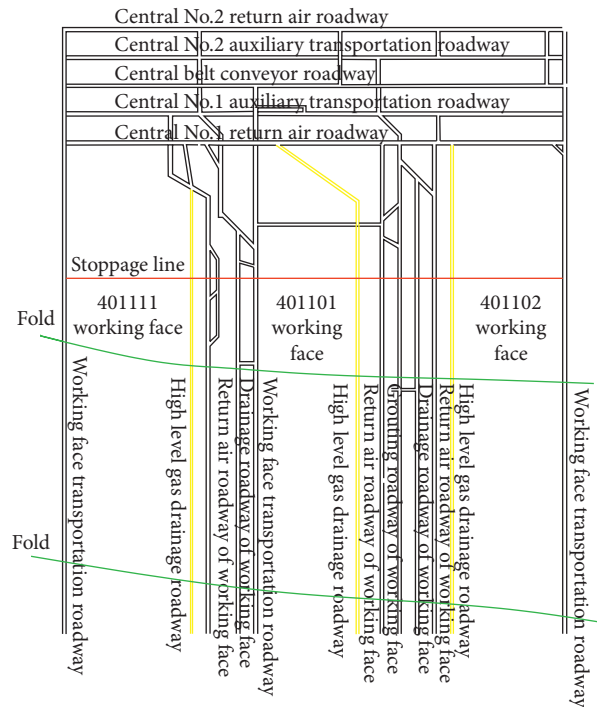 Central No.2 return air roadway
Central No.2 auxiliary transportation roadway
Central belt conveyor roadway
Central No.1 auxiliary transportation roadway
Central No.1 return air roadway
Stoppage line
401111
working face
401101
working
face
401102
working
face
Fold
Fold
Working face transportation roadway
High level gas drainage roadway
Return air roadway of working face
Drainage roadway of working face
Working face transportation roadway
High level gas drainage roadway
Return air roadway of working face
Grouting roadway of working face
Drainage roadway of working face
Return air roadway of working face
High level gas drainage roadway
Working face transportation roadway